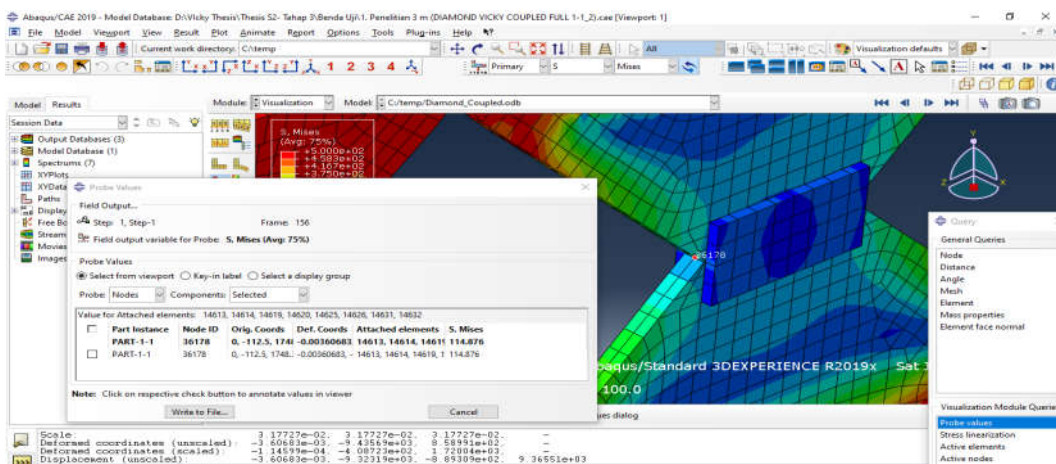 Abaqus/CAE 2019 - Model Database: D:\Vicky Thesis\Thesis S2- Tahap 3\Benda Uji\1. Penelitian 3 m (DIAMOND VICKY COUPLED FULL 1-1_2).cae [Viewport: 1]
File Model Viewport View Result Plot Animate Report Options Tools Plug-ins Help
Current work directory: C:\temp
All
Visualization defaults
1 2 3 4
Primary S Mises
Model Results
Module: Visualization Model: C:/temp/Diamond_Coupled.odb
Session Data
Output Databases (3)
Model Database (1)
Spectrums (7)
XYPlots
XYData
Paths
Display
Free Bo
Stream
Movies
Images
S, Mises
(Avg: 75%)
+5.000e+02
+4.583e+02
+4.167e+02
+3.750e+02
Probe Values
Field Output...
Step: 1, Step-1 Frame: 156
Field output variable for Probe: S, Mises (Avg: 75%)
Probe Values
Select from viewport Key-in label Select a display group
Probe: Nodes Components: Selected
Value for Attached elements: 14613, 14614, 14619, 14620, 14625, 14626, 14631, 14632
Part Instance Node ID Orig. Coords Def. Coords Attached elements S, Mises
PART-1-1 36178 0, -112.5, 1748 -0.00360683, 14613, 14614, 14619 114.876
PART-1-1 36178 0, -112.5, 1748.: -0.00360683, - 14613, 14614, 14619, 1 114.876
Note: Click on respective check button to annotate values in viewer
Write to File... Cancel
36178
Y
Z X
baqus/Standard 3DEXPERIENCE R2019x Sat 3
100.0
ues dialog
Query
General Queries
Node
Distance
Angle
Mesh
Element
Mass properties
Element face normal
Visualization Module Querie
Probe values
Stress linearization
Active elements
Active nodes
Scale: 3.17727e-02, 3.17727e-02, 3.17727e-02, -
Deformed coordinates (unscaled): -3.60683e-03, -9.43569e+03, 8.58991e+02, -
Deformed coordinates (scaled): -1.14599e-04, -4.08723e+02, 1.72004e+03, -
Displacement (unscaled): -3.60683e-03, -9.32319e+03, -8.89309e+02, 9.36551e+03